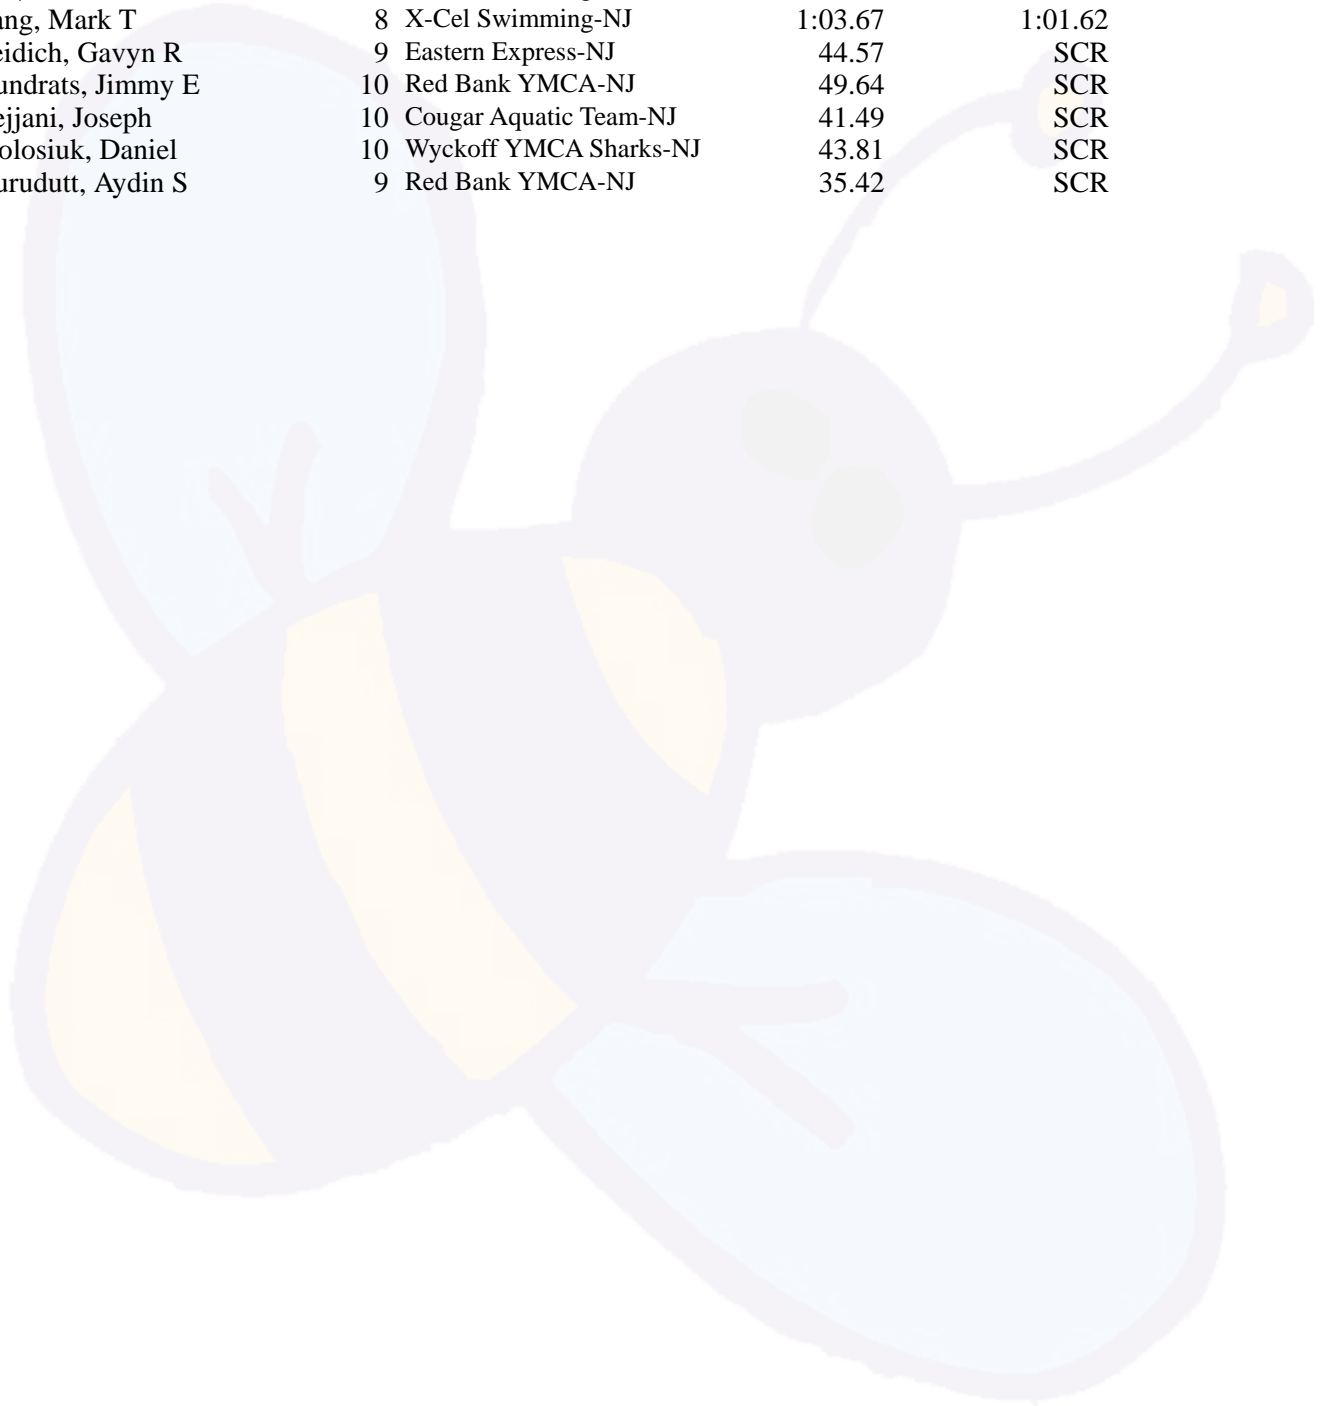 ang, Mark T 8 X-Cel Swimming-NJ 1:03.67 1:01.62
eidich, Gavyn R 9 Eastern Express-NJ 44.57 SCR
undrats, Jimmy E 10 Red Bank YMCA-NJ 49.64 SCR
ejjani, Joseph 10 Cougar Aquatic Team-NJ 41.49 SCR
olosiuk, Daniel 10 Wyckoff YMCA Sharks-NJ 43.81 SCR
urudutt, Aydin S 9 Red Bank YMCA-NJ 35.42 SCR